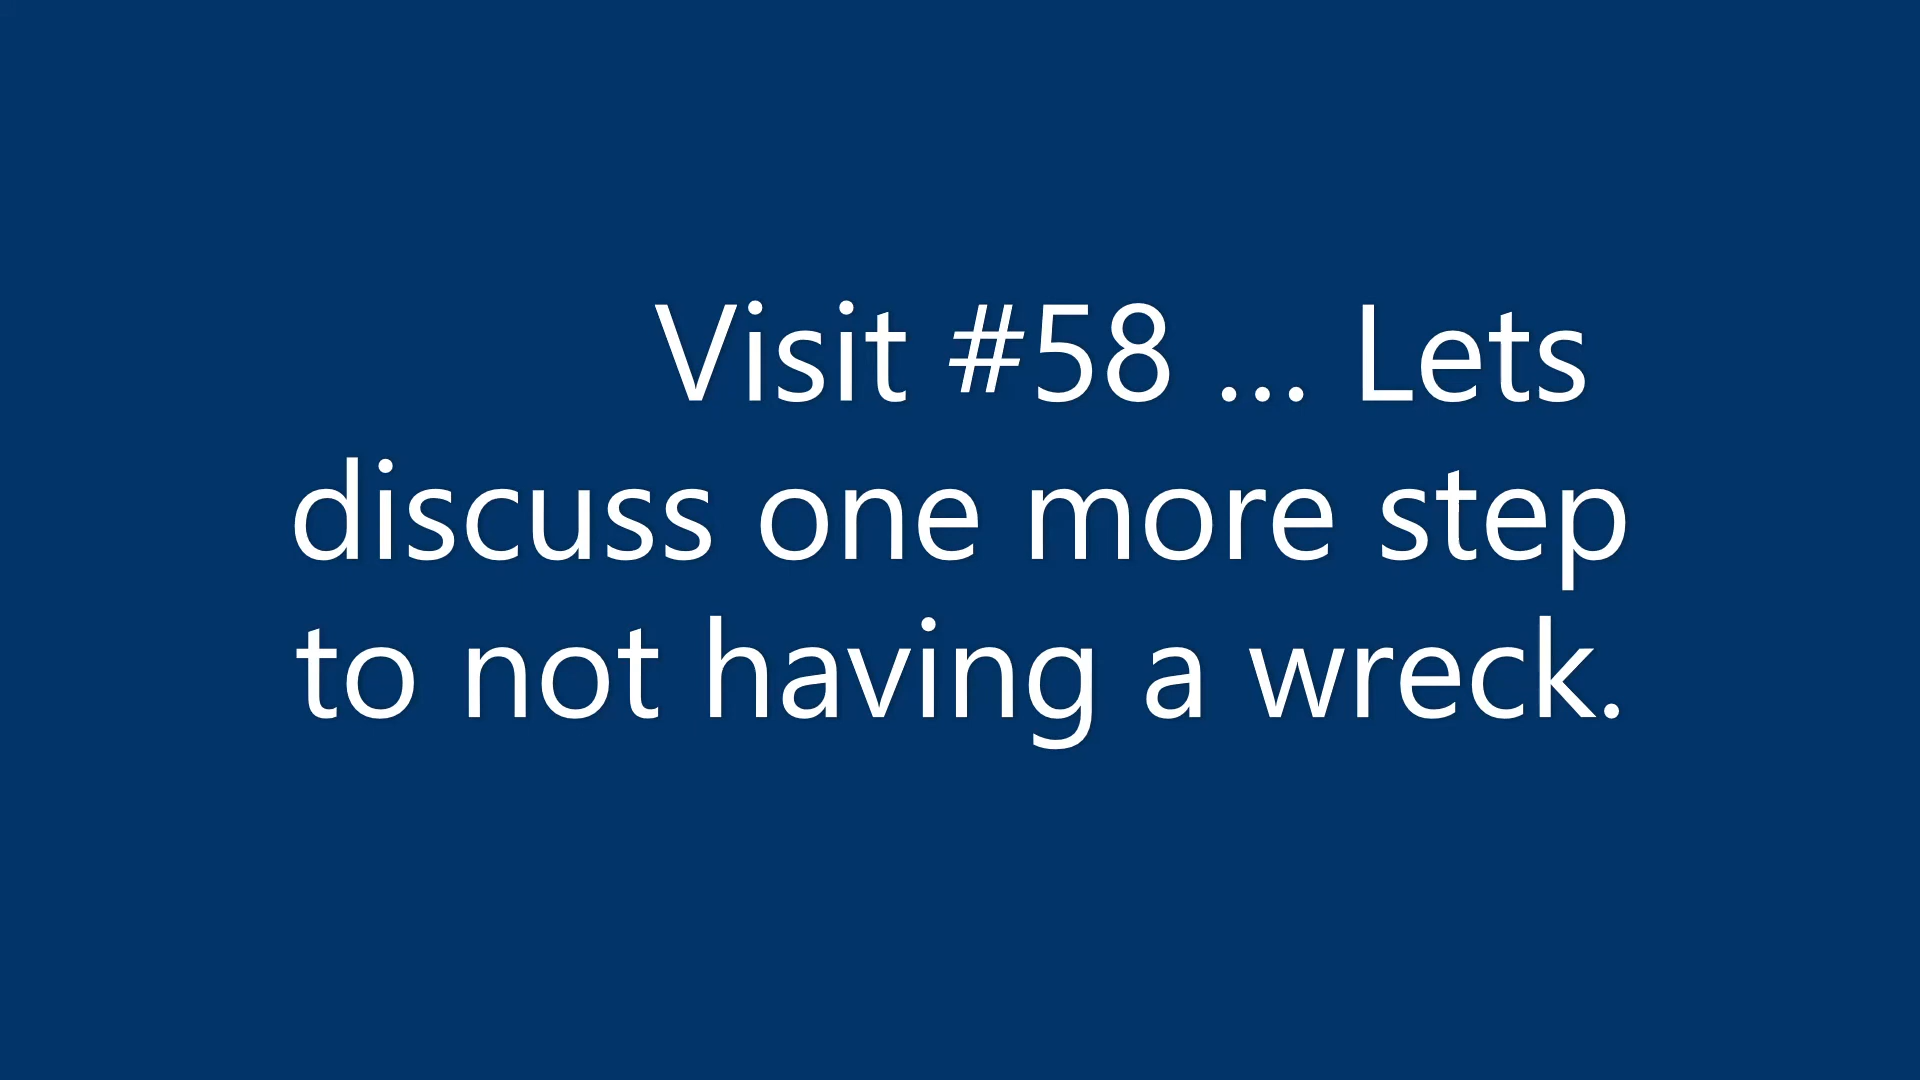 Visit #58 ... Lets
discuss one more step
to not having a wreck.